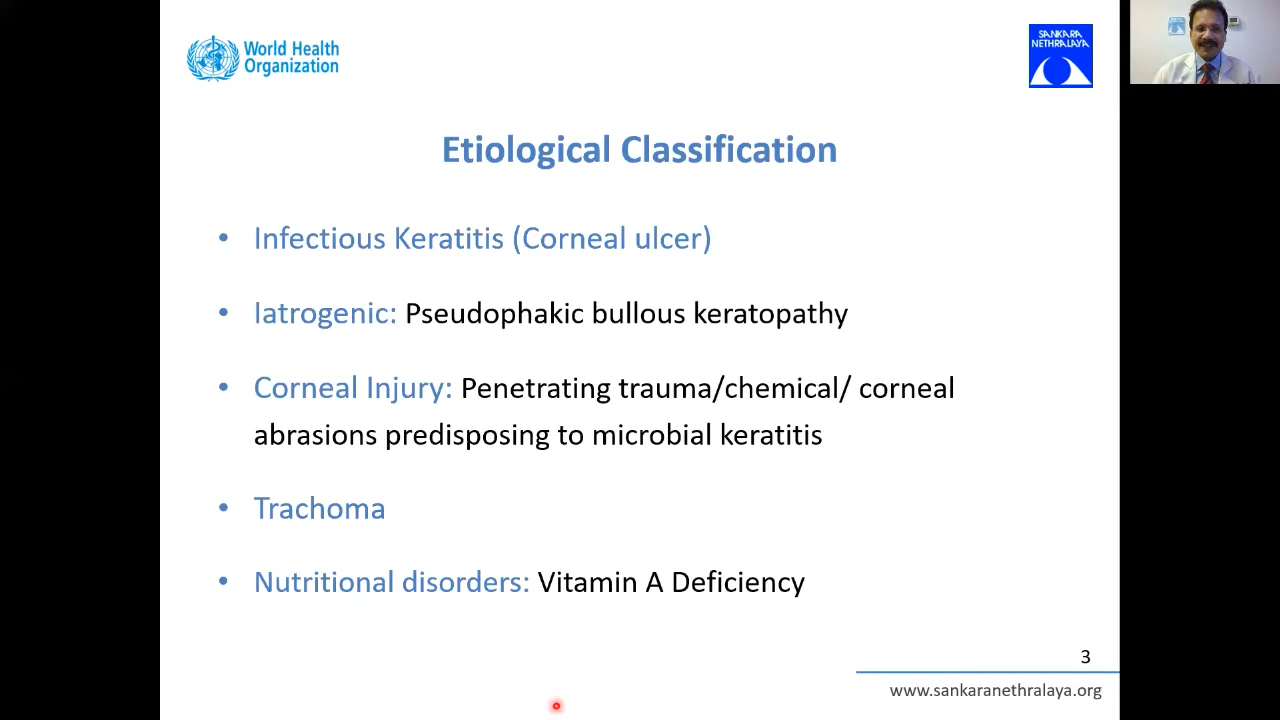 World Health
Organization
SANKARA
NETHRALAYA
Etiological Classification
• Infectious Keratitis (Corneal ulcer)
• Iatrogenic: Pseudophakic bullous keratopathy
• Corneal Injury: Penetrating trauma/chemical/ corneal
abrasions predisposing to microbial keratitis
• Trachoma
• Nutritional disorders: Vitamin A Deficiency
3
www.sankaranethralaya.org